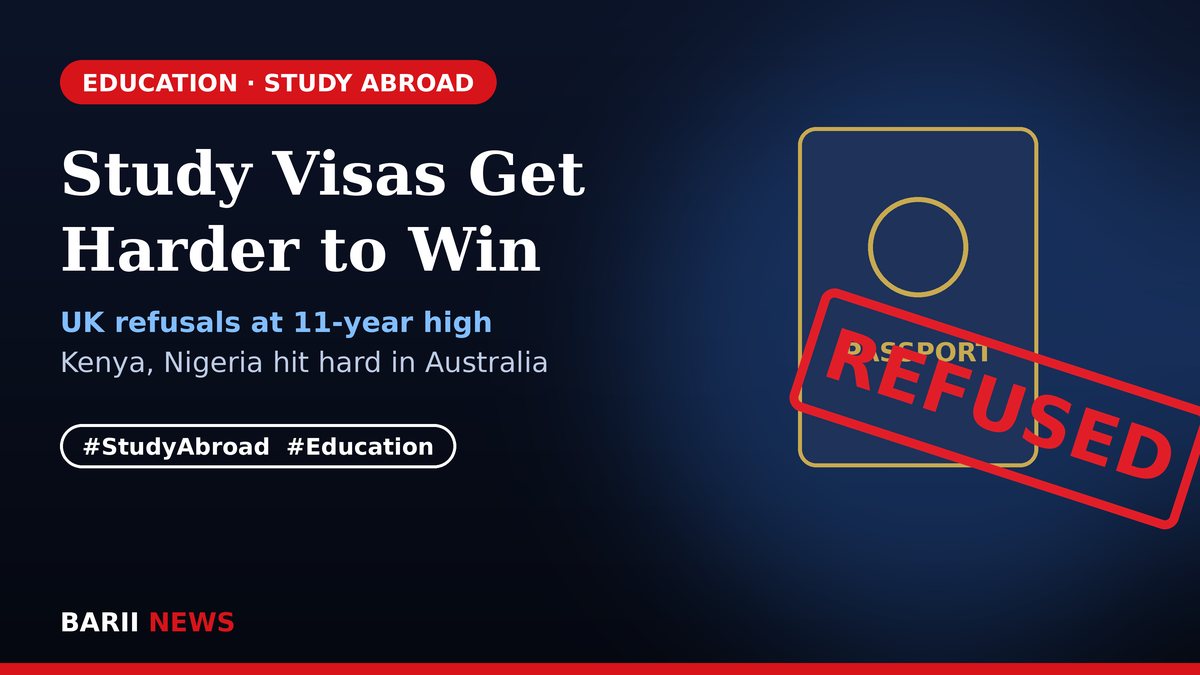 EDUCATION · STUDY ABROAD
Study Visas Get
Harder to Win
UK refusals at 11-year high
Kenya, Nigeria hit hard in Australia
#StudyAbroad #Education
PASSPORT
REFUSED
BARII NEWS